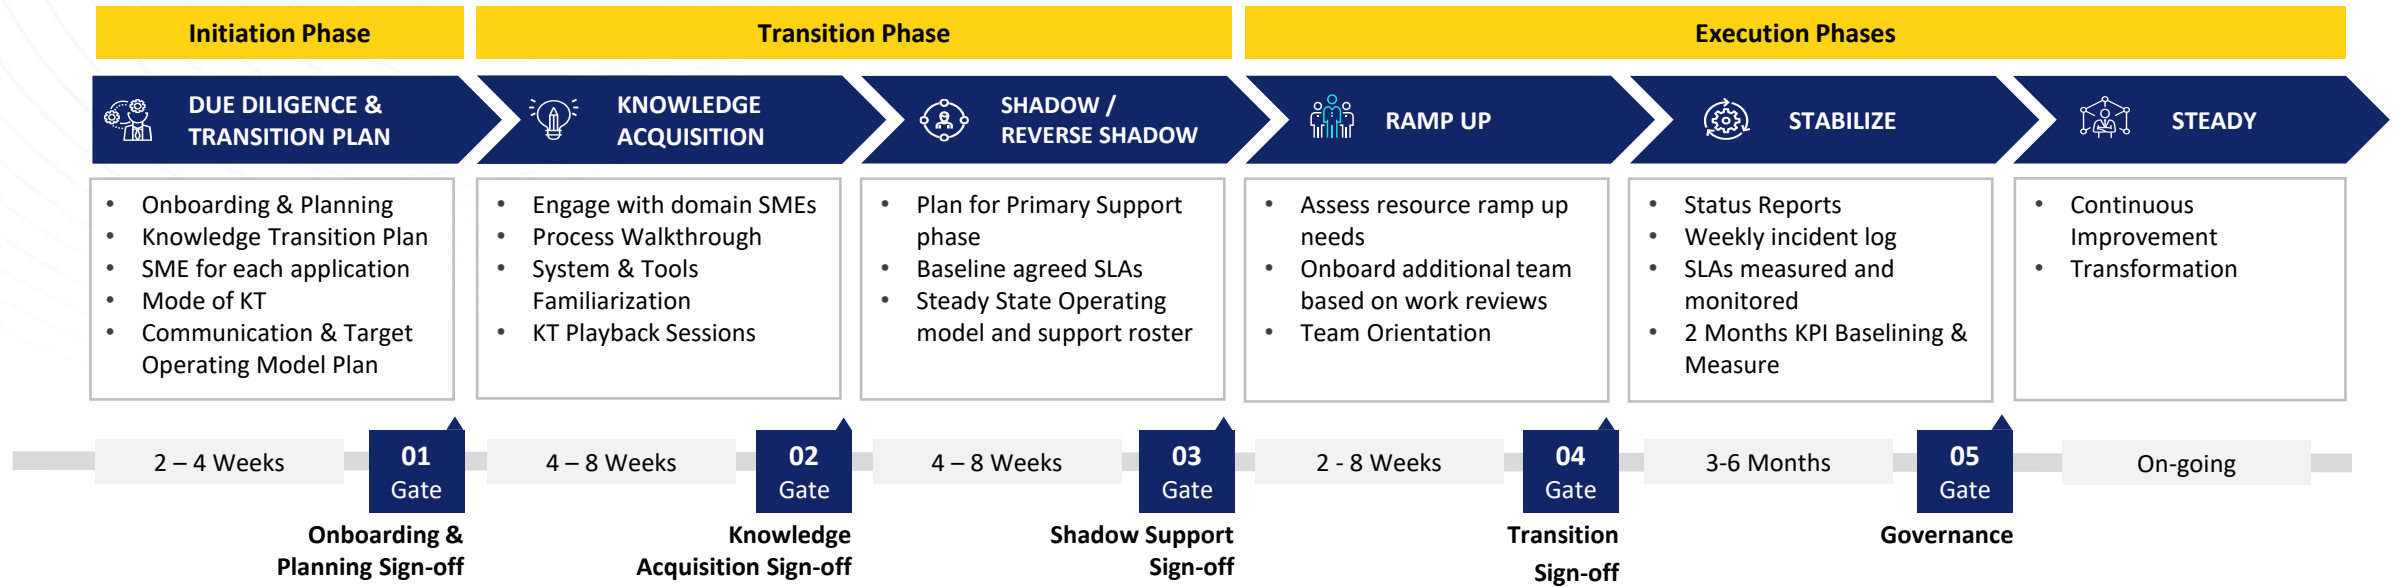 Initiation Phase
Transition Phase
Execution Phases
DUE DILIGENCE &
TRANSITION PLAN
KNOWLEDGE
ACQUISITION
SHADOW /
REVERSE SHADOW
RAMP UP
STABILIZE
STEADY
• Onboarding & Planning
• Knowledge Transition Plan
• SME for each application
• Mode of KT
• Communication & Target
Operating Model Plan
• Engage with domain SMEs
• Process Walkthrough
• System & Tools
Familiarization
• KT Playback Sessions
• Plan for Primary Support
phase
• Baseline agreed SLAs
• Steady State Operating
model and support roster
• Assess resource ramp up
needs
• Onboard additional team
based on work reviews
• Team Orientation
• Status Reports
• Weekly incident log
• SLAs measured and
monitored
• 2 Months KPI Baselining &
Measure
• Continuous
Improvement
• Transformation
2 – 4 Weeks
01
Gate
4 – 8 Weeks
02
Gate
4 – 8 Weeks
03
Gate
2 - 8 Weeks
04
Gate
3-6 Months
05
Gate
On-going
Onboarding &
Planning Sign-off
Knowledge
Acquisition Sign-off
Shadow Support
Sign-off
Transition
Sign-off
Governance